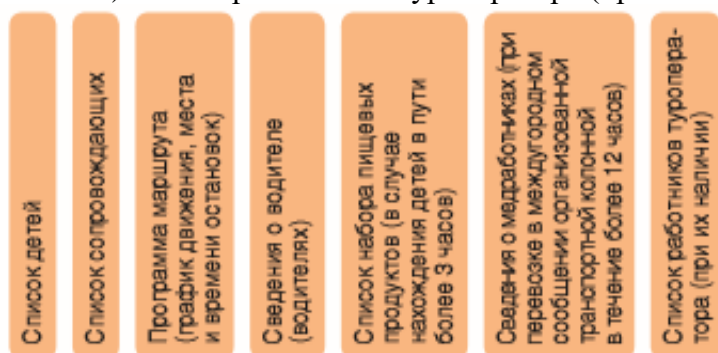 Список детей
Список сопровождающих
Программа маршрута
(график движения, места
и времени остановок)
Сведения о водителе
(водителях)
Список набора пищевых
продуктов (в случае
нахождения детей в пути
более 3 часов)
Сведения о медработниках (при
перевозке в междугородном
сообщении организованной
транспортной колонной
в течение более 12 часов)
Список работников туропера-
тора (при их наличии)